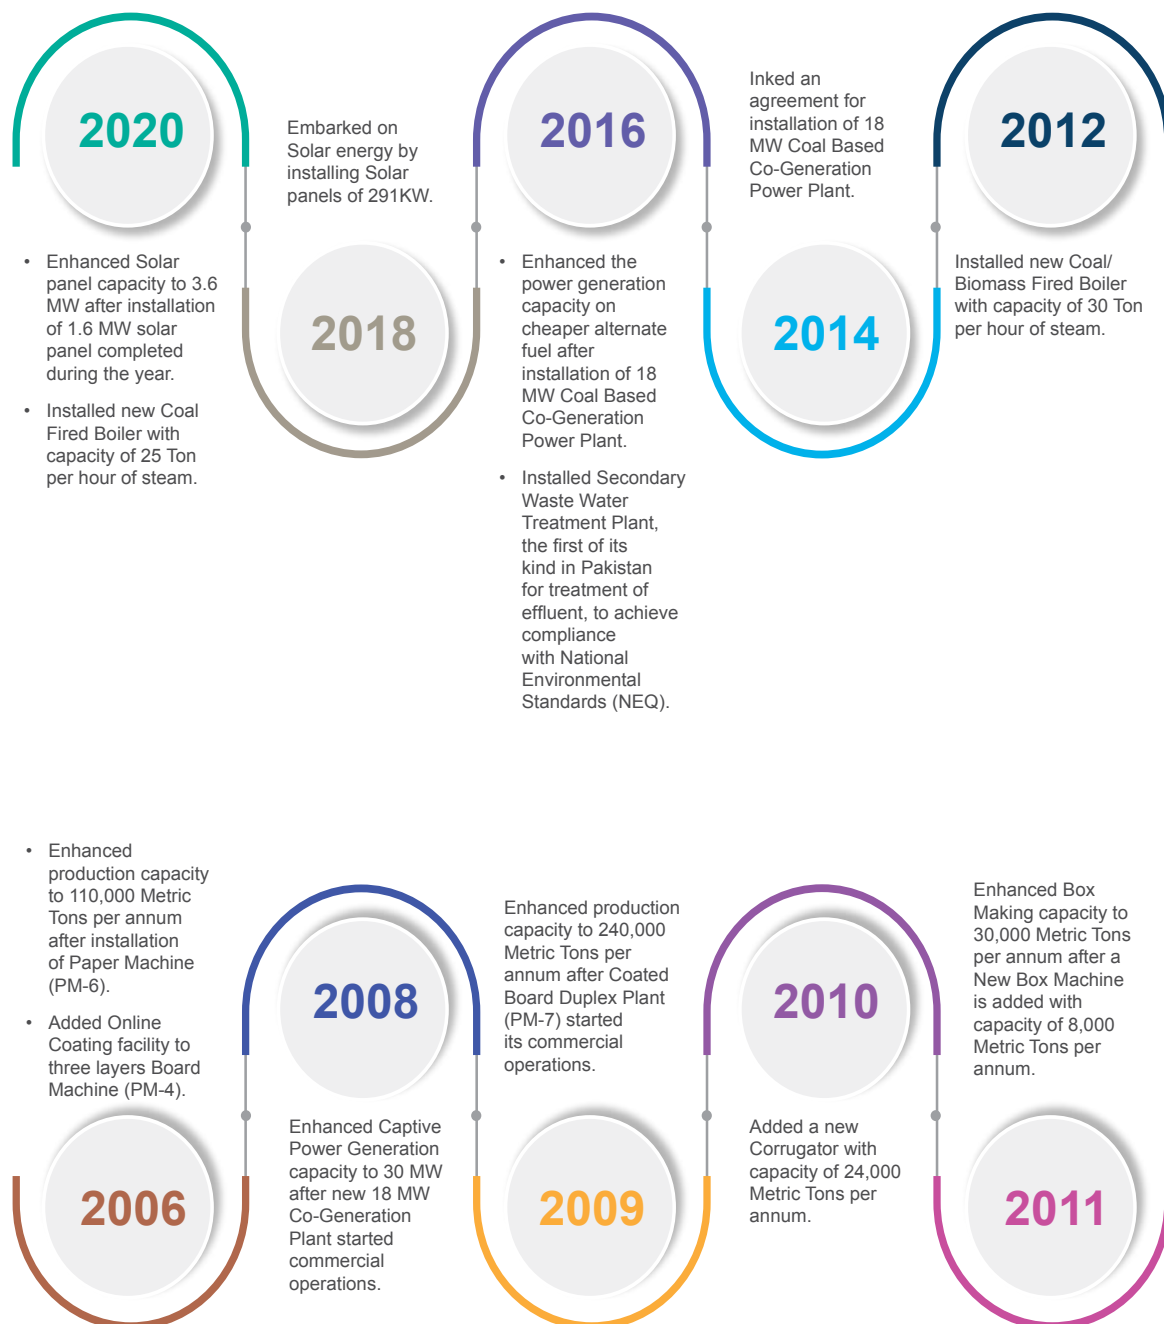 2020
• Enhanced Solar
panel capacity to 3.6
MW after installation
of 1.6 MW solar
panel completed
during the year.
• Installed new Coal
Fired Boiler with
capacity of 25 Ton
per hour of steam.
Embarked on
Solar energy by
installing Solar
panels of 291KW.
2018
2016
• Enhanced the
power generation
capacity on
cheaper alternate
fuel after
installation of 18
MW Coal Based
Co-Generation
Power Plant.
• Installed Secondary
Waste Water
Treatment Plant,
the first of its
kind in Pakistan
for treatment of
effluent, to achieve
compliance
with National
Environmental
Standards (NEQ).
Inked an
agreement for
installation of 18
MW Coal Based
Co-Generation
Power Plant.
2014
2012
Installed new Coal/
Biomass Fired Boiler
with capacity of 30 Ton
per hour of steam.
• Enhanced
production capacity
to 110,000 Metric
Tons per annum
after installation
of Paper Machine
(PM-6).
• Added Online
Coating facility to
three layers Board
Machine (PM-4).
2006
2008
Enhanced Captive
Power Generation
capacity to 30 MW
after new 18 MW
Co-Generation
Plant started
commercial
operations.
Enhanced production
capacity to 240,000
Metric Tons per
annum after Coated
Board Duplex Plant
(PM-7) started
its commercial
operations.
2009
2010
Added a new
Corrugator with
capacity of 24,000
Metric Tons per
annum.
Enhanced Box
Making capacity to
30,000 Metric Tons
per annum after a
New Box Machine
is added with
capacity of 8,000
Metric Tons per
annum.
2011